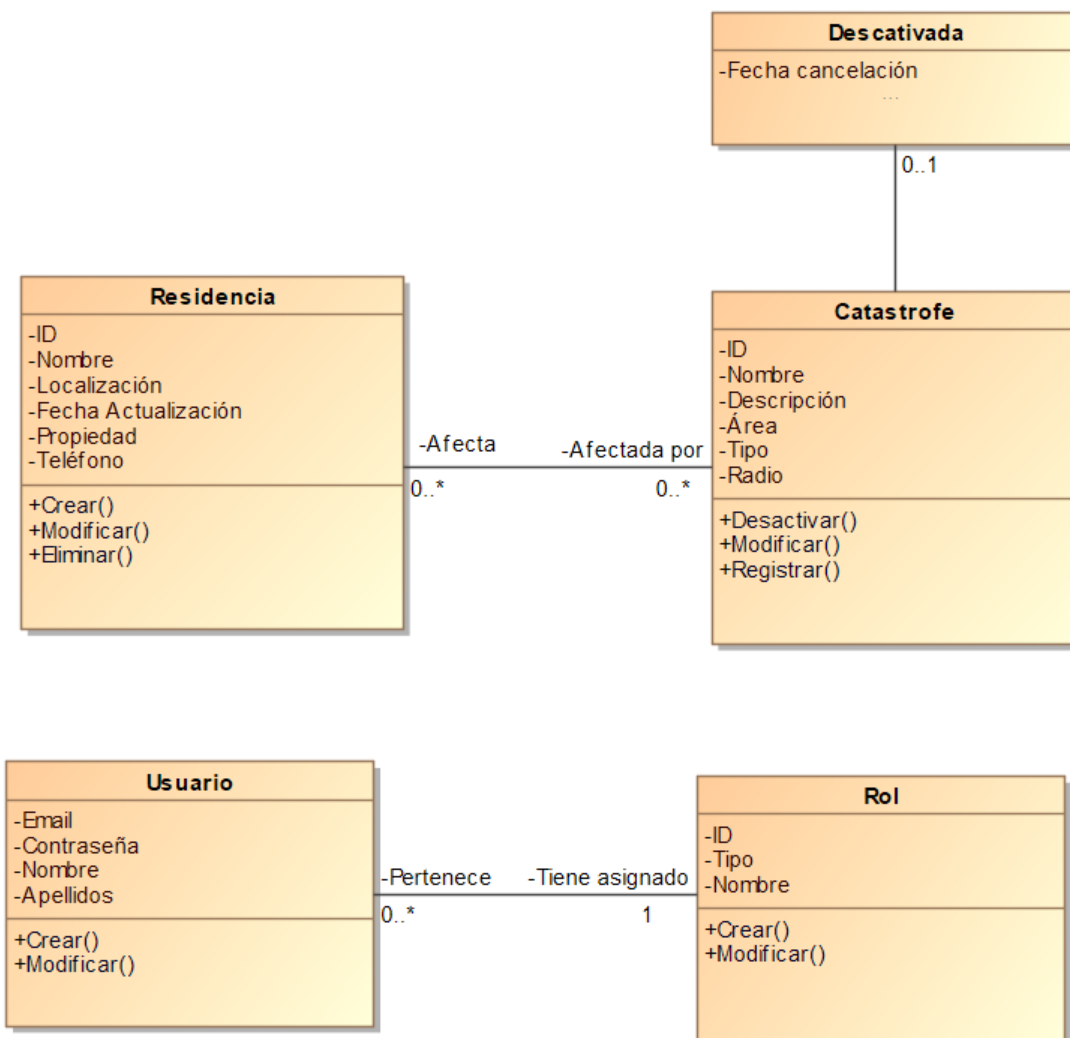 Descativada
-Fecha cancelación
...
0..1
Residencia
-ID
-Nombre
-Localización
-Fecha Actualización
-Propiedad
-Teléfono
+Crear()
+Modificar()
+Eliminar()
-Afecta
0..*
-Afectada por
0..*
Catastrofe
-ID
-Nombre
-Descripción
-Área
-Tipo
-Radio
+Desactivar()
+Modificar()
+Registrar()
Usuario
-Email
-Contraseña
-Nombre
-Apellidos
+Crear()
+Modificar()
-Pertenece
0..*
-Tiene asignado
1
Rol
-ID
-Tipo
-Nombre
+Crear()
+Modificar()